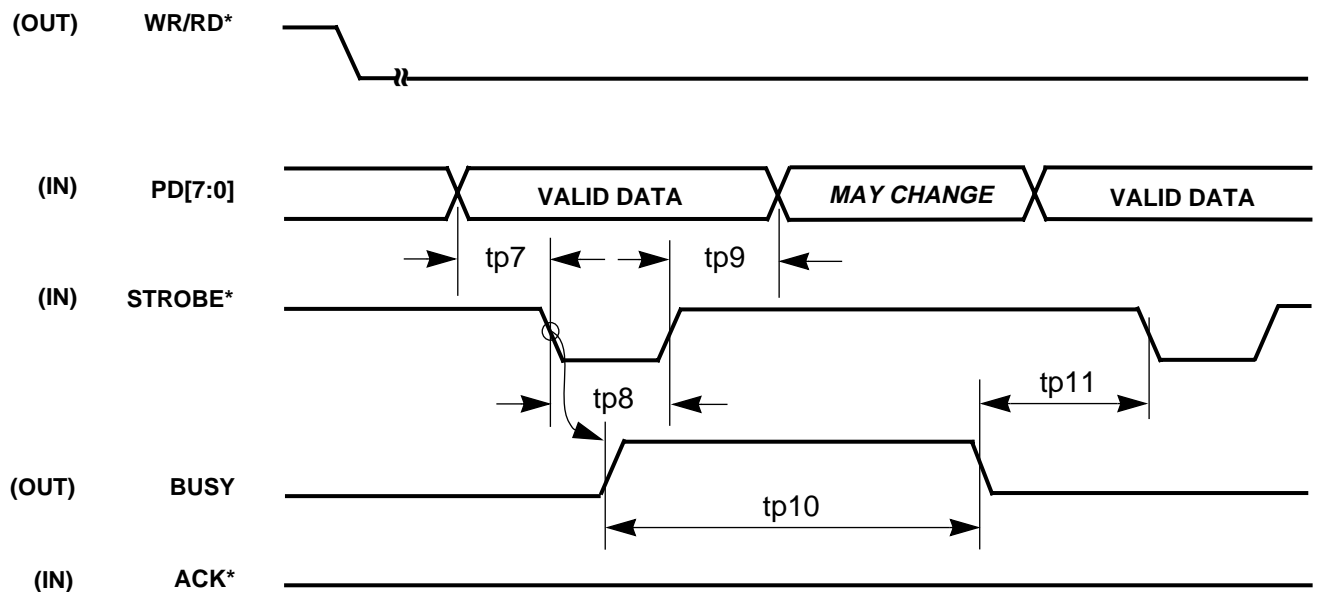 (OUT) WR/RD*
(IN) PD[7:0] VALID DATA MAY CHANGE VALID DATA
tp7 tp9
(IN) STROBE*
tp8 tp11
(OUT) BUSY
tp10
(IN) ACK*